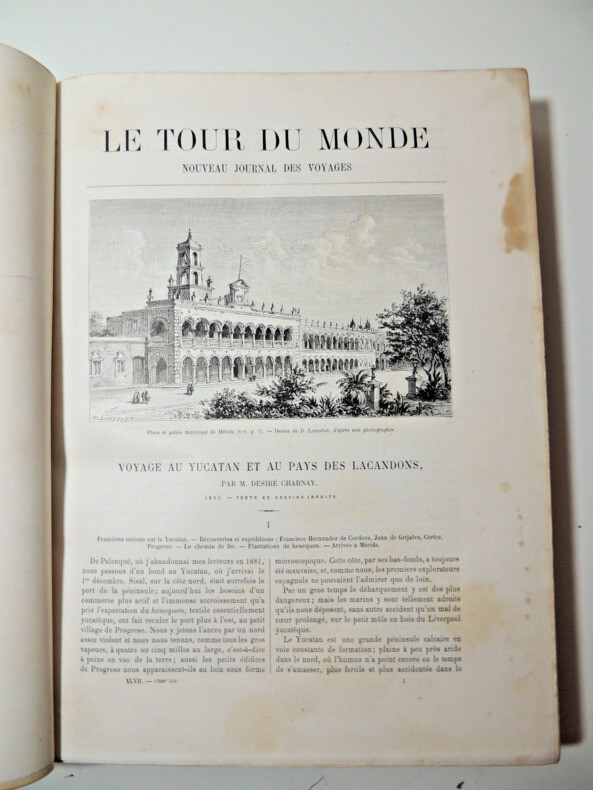 LE TOUR DU MONDE
NOUVEAU JOURNAL DES VOYAGES
Place et palais municipal de Mérida (voy. p. 7). — Dessin de D. Lancelot, d'après une photographie.
VOYAGE AU YUCATAN ET AU PAYS DES LACANDONS,
PAR M. DÉSIRÉ CHARNAY.
TEXTE ET DESSINS INÉDITS.
I
Premières notions sur le Yucatan. — Découvertes et expéditions : Francisco Hernandez de Cordova, Juan de Grijalva, Cortez.
Progreso. — Le chemin de fer. — Plantations de henequen. — Arrivée à Mérida.
De Palenqué, où j'abandonnai mes lecteurs en 1881,
nous passons d'un bond au Yucatan, où j'arrivai le
1er décembre. Sisal, sur la côte nord, était autrefois le
port de la péninsule; aujourd'hui les besoins d'un
commerce plus actif et l'immense accroissement qu'a
pris l'exportation du henequen, textile essentiellement
yucatèque, ont fait reculer le port plus à l'est, au petit
village de Progreso. Nous y jetons l'ancre par un nord
assez violent et nous nous tenons, comme tous les gros
vapeurs, à quatre ou cinq milles au large, c'est-à-dire
à peine en vue de la terre; aussi les petits édifices
de Progreso nous apparaissent-ils au loin sous forme
microscopique. Cette côte, par ses bas-fonds, a toujours
été mauvaise, et, comme nous, les premiers explorateurs
espagnols ne pouvaient l'admirer que de loin.
Par un gros temps le débarquement y est des plus
dangereux; mais les marins y sont tellement adroits
qu'ils nous déposent, sans autre accident qu'un mal de
cœur prolongé, sur le petit môle en bois du Liverpool
yucatèque.
Le Yucatan est une grande péninsule calcaire en
voie constante de formation; plaine à peu près aride
dans le nord, où l'humus n'a point encore eu le temps
de s'amasser, plus fertile et plus accidentée dans le
XLVII. —